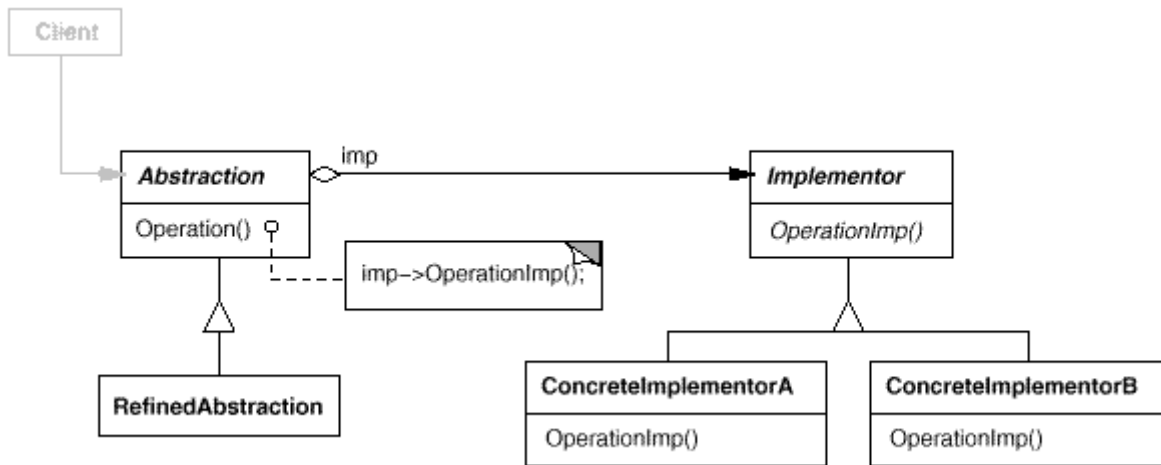 Client
imp
Abstraction
Implementor
Operation()
OperationImp()
imp->OperationImp();
RefinedAbstraction
ConcreteImplementorA
ConcreteImplementorB
OperationImp()
OperationImp()